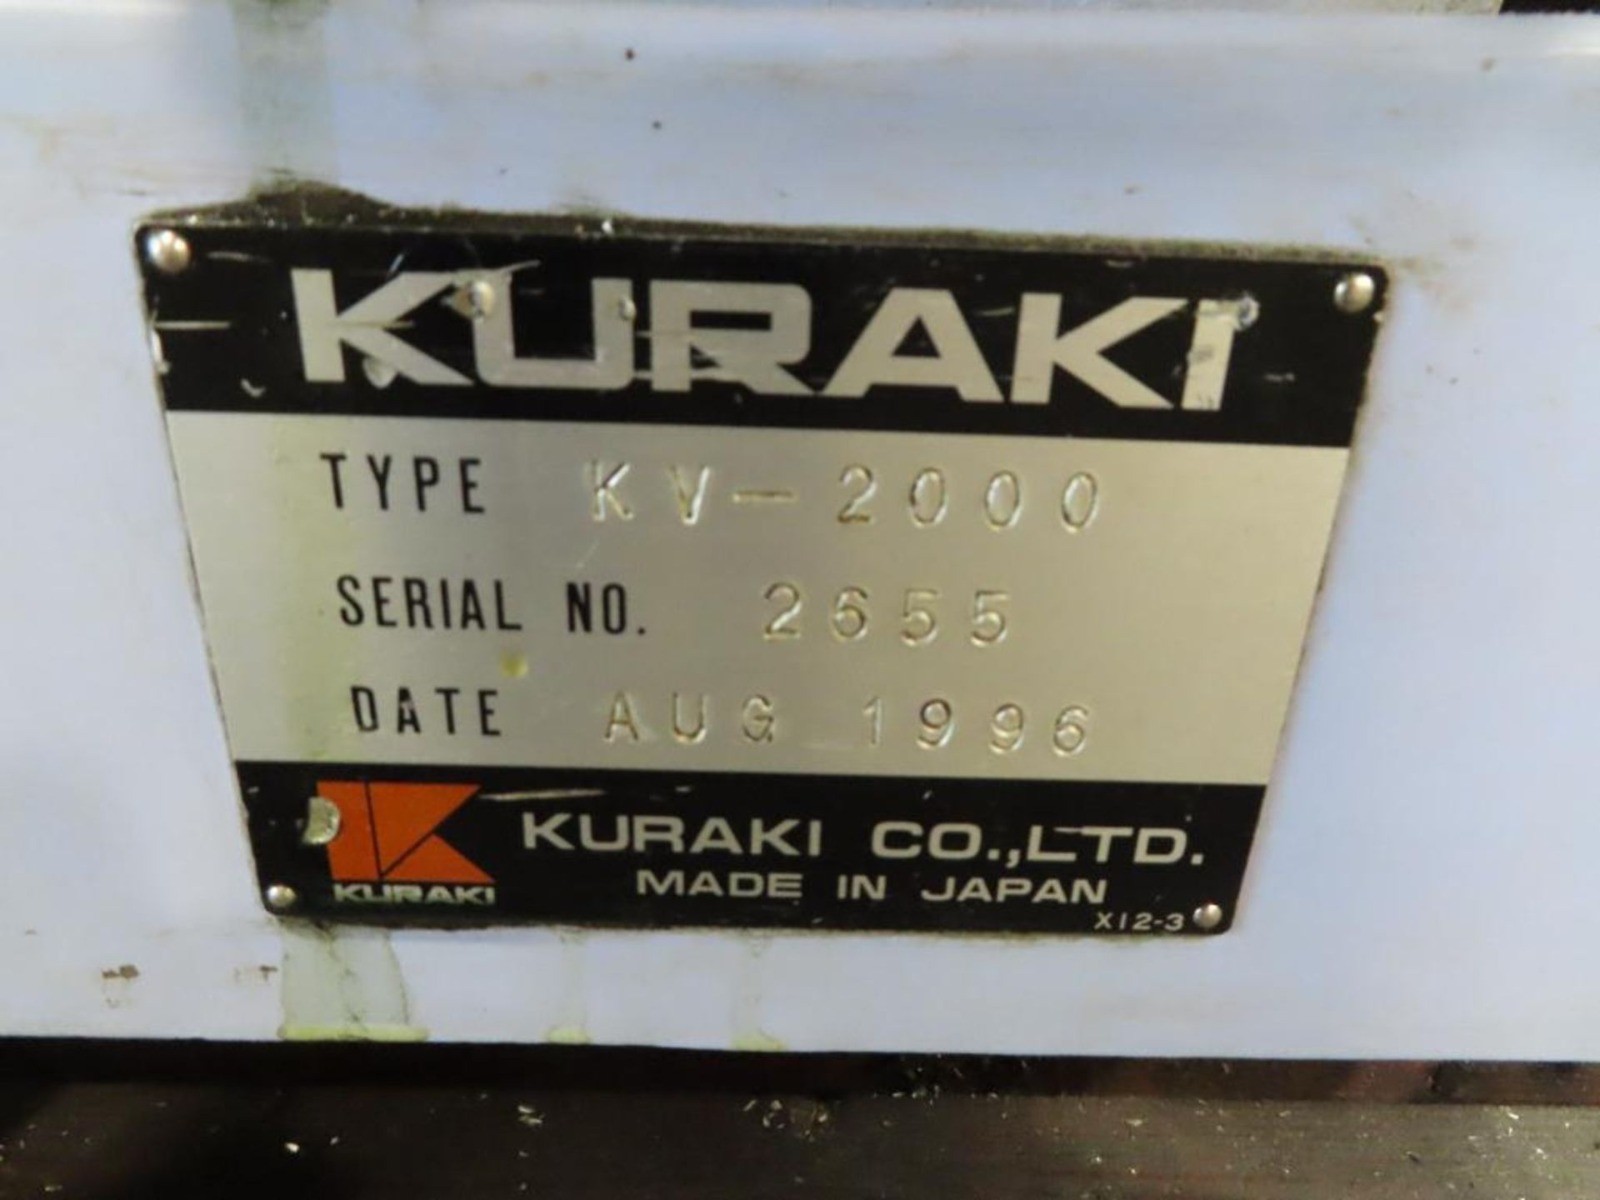 KURAKI
TYPE KV-2000
SERIAL NO. 2655
DATE AUG 1996
KURAKI
KURAKI CO.,LTD.
MADE IN JAPAN
X12-3